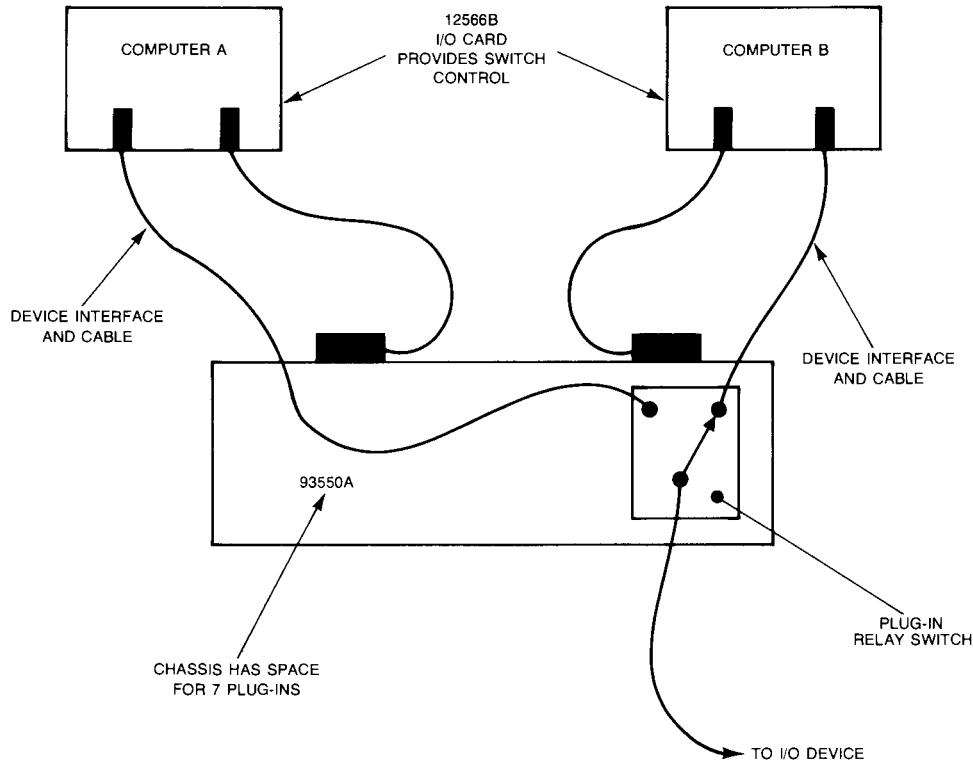 COMPUTER A
12566B
I/O CARD
PROVIDES SWITCH
CONTROL
COMPUTER B
DEVICE INTERFACE
AND CABLE
DEVICE INTERFACE
AND CABLE
93550A
PLUG-IN
RELAY SWITCH
CHASSIS HAS SPACE
FOR 7 PLUG-INS
TO I/O DEVICE